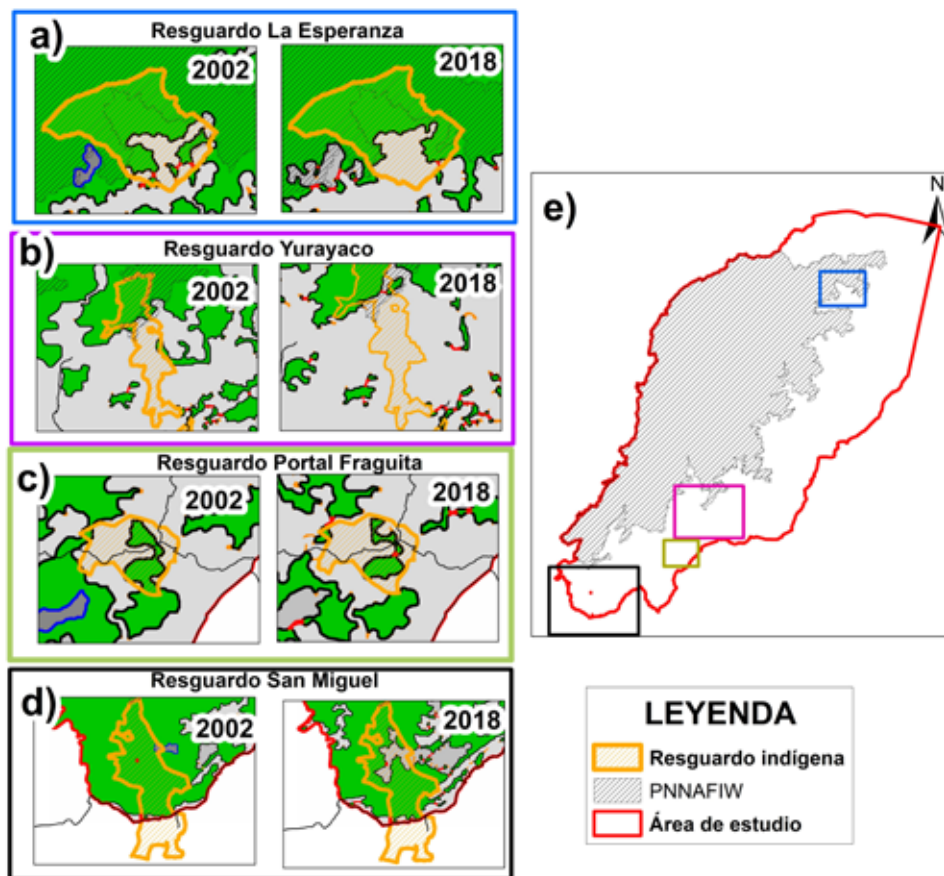 a)
Resguardo La Esperanza
2002
2018
b)
Resguardo Yurayaco
2002
2018
c)
Resguardo Portal Fraguita
2002
2018
d)
Resguardo San Miguel
2002
2018
e)
N
LEYENDA
Resguardo indígena
PNNAFIW
Área de estudio